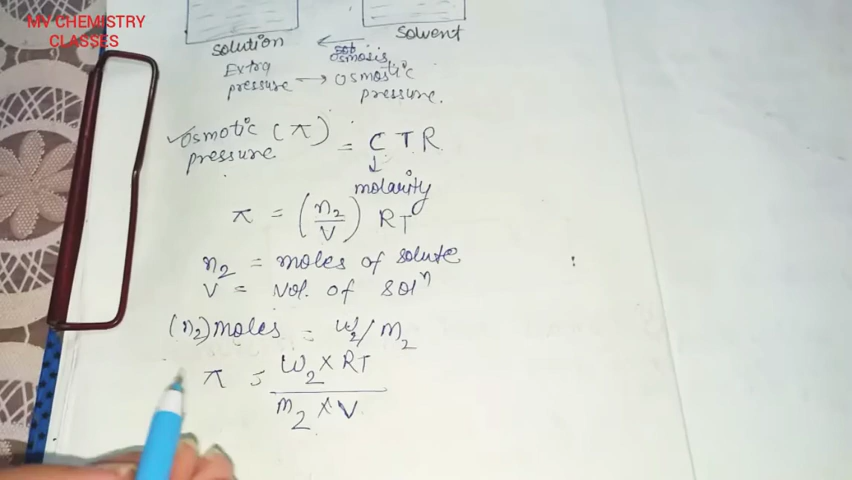 MV CHEMISTRY
CLASSES
solution
solvent
osmosis
Extra
pressure → osmotic
pressure.
✓osmotic (π) = C T R
pressure
↓
molarity
π = (n₂/V) RT
n₂ = moles of solute
V = Vol. of solⁿ
(n₂) moles = w₂/M₂
π = w₂ × RT
m₂ × V